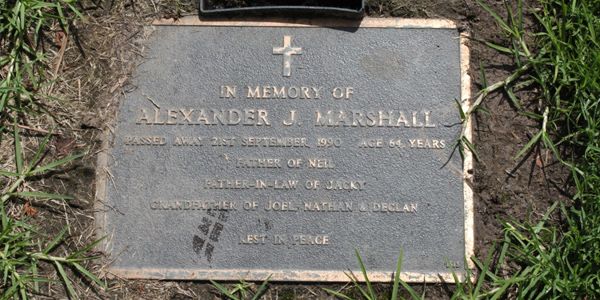 IN MEMORY OF
ALEXANDER J. MARSHALL
PASSED AWAY 21ST SEPTEMBER, 1990 AGE 64 YEARS
FATHER OF NEIL
FATHER-IN-LAW OF JACKY
GRANDFATHER OF JOEL, NATHAN & DECLAN
REST IN PEACE